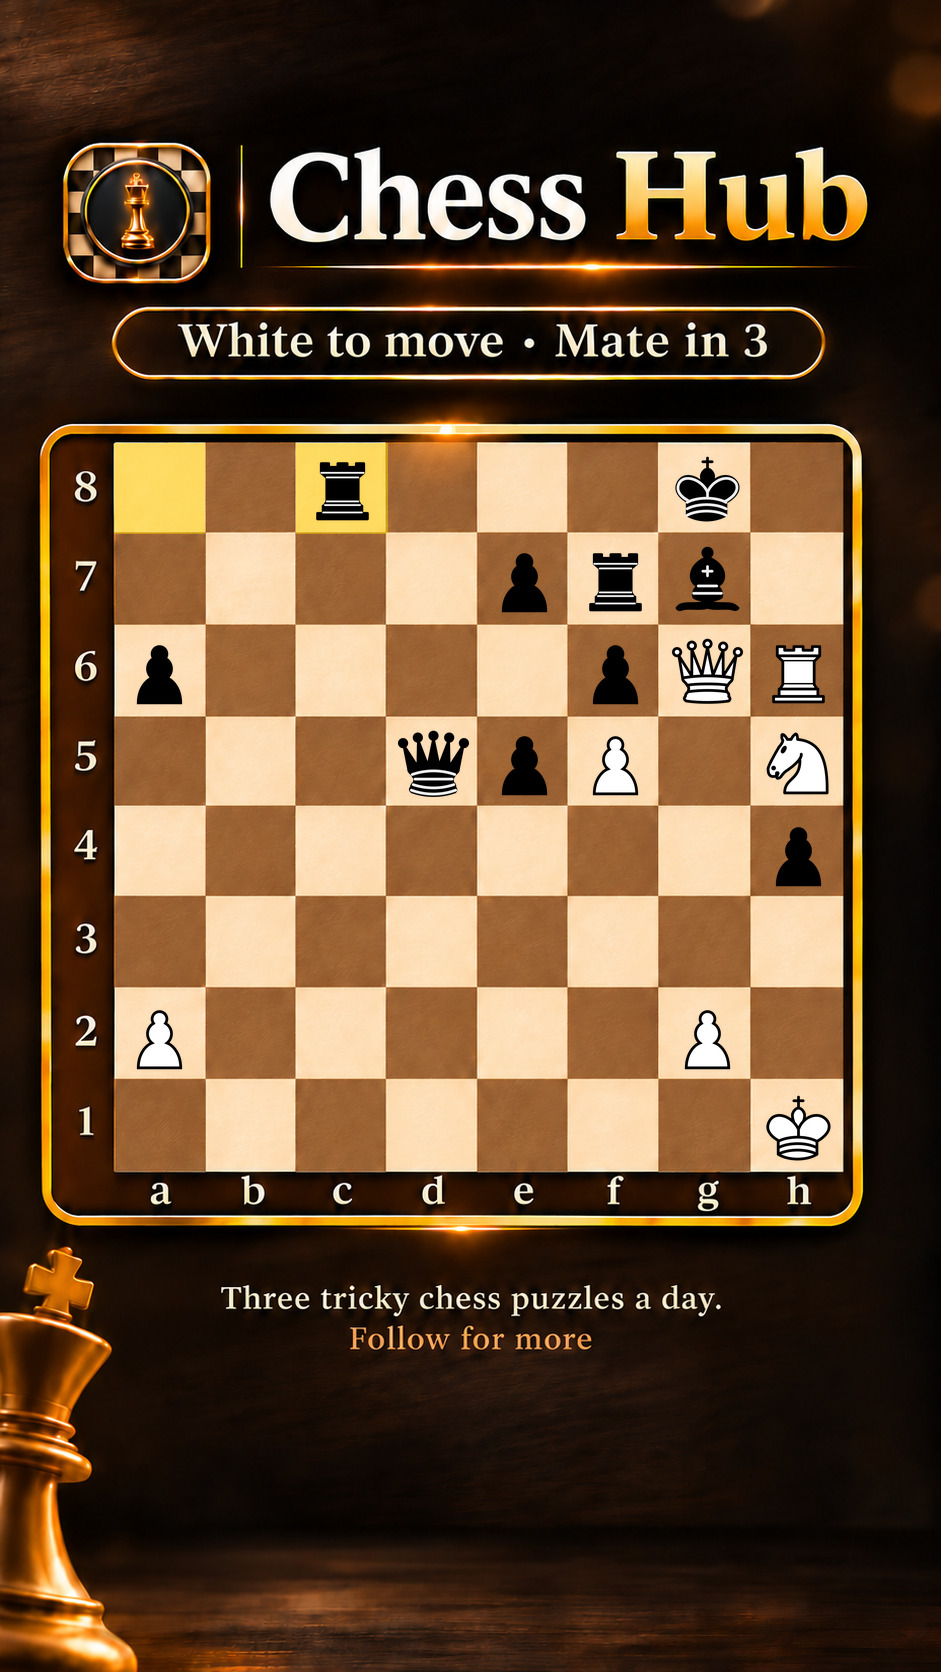 Chess Hub
White to move • Mate in 3
8
7
6
5
4
3
2
1
a b c d e f g h
Three tricky chess puzzles a day.
Follow for more